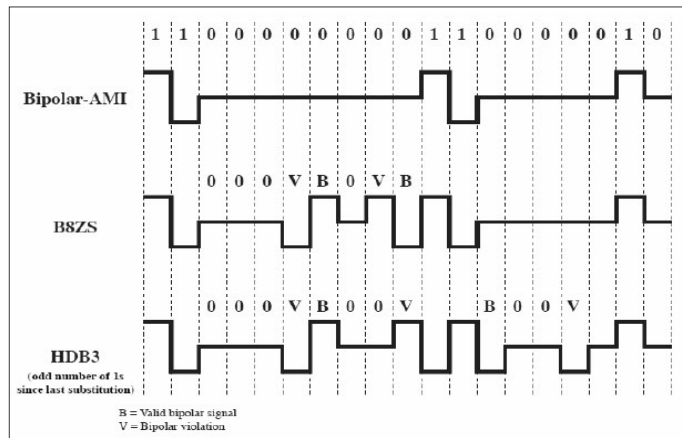 1 1 0 0 0 0 0 0 0 0 1 1 0 0 0 0 0 1 0
Bipolar-AMI
0 0 0 V B 0 V B
B8ZS
0 0 0 V B 0 0 V B 0 0 V
HDB3
(odd number of 1s
since last substitution)
B = Valid bipolar signal
V = Bipolar violation